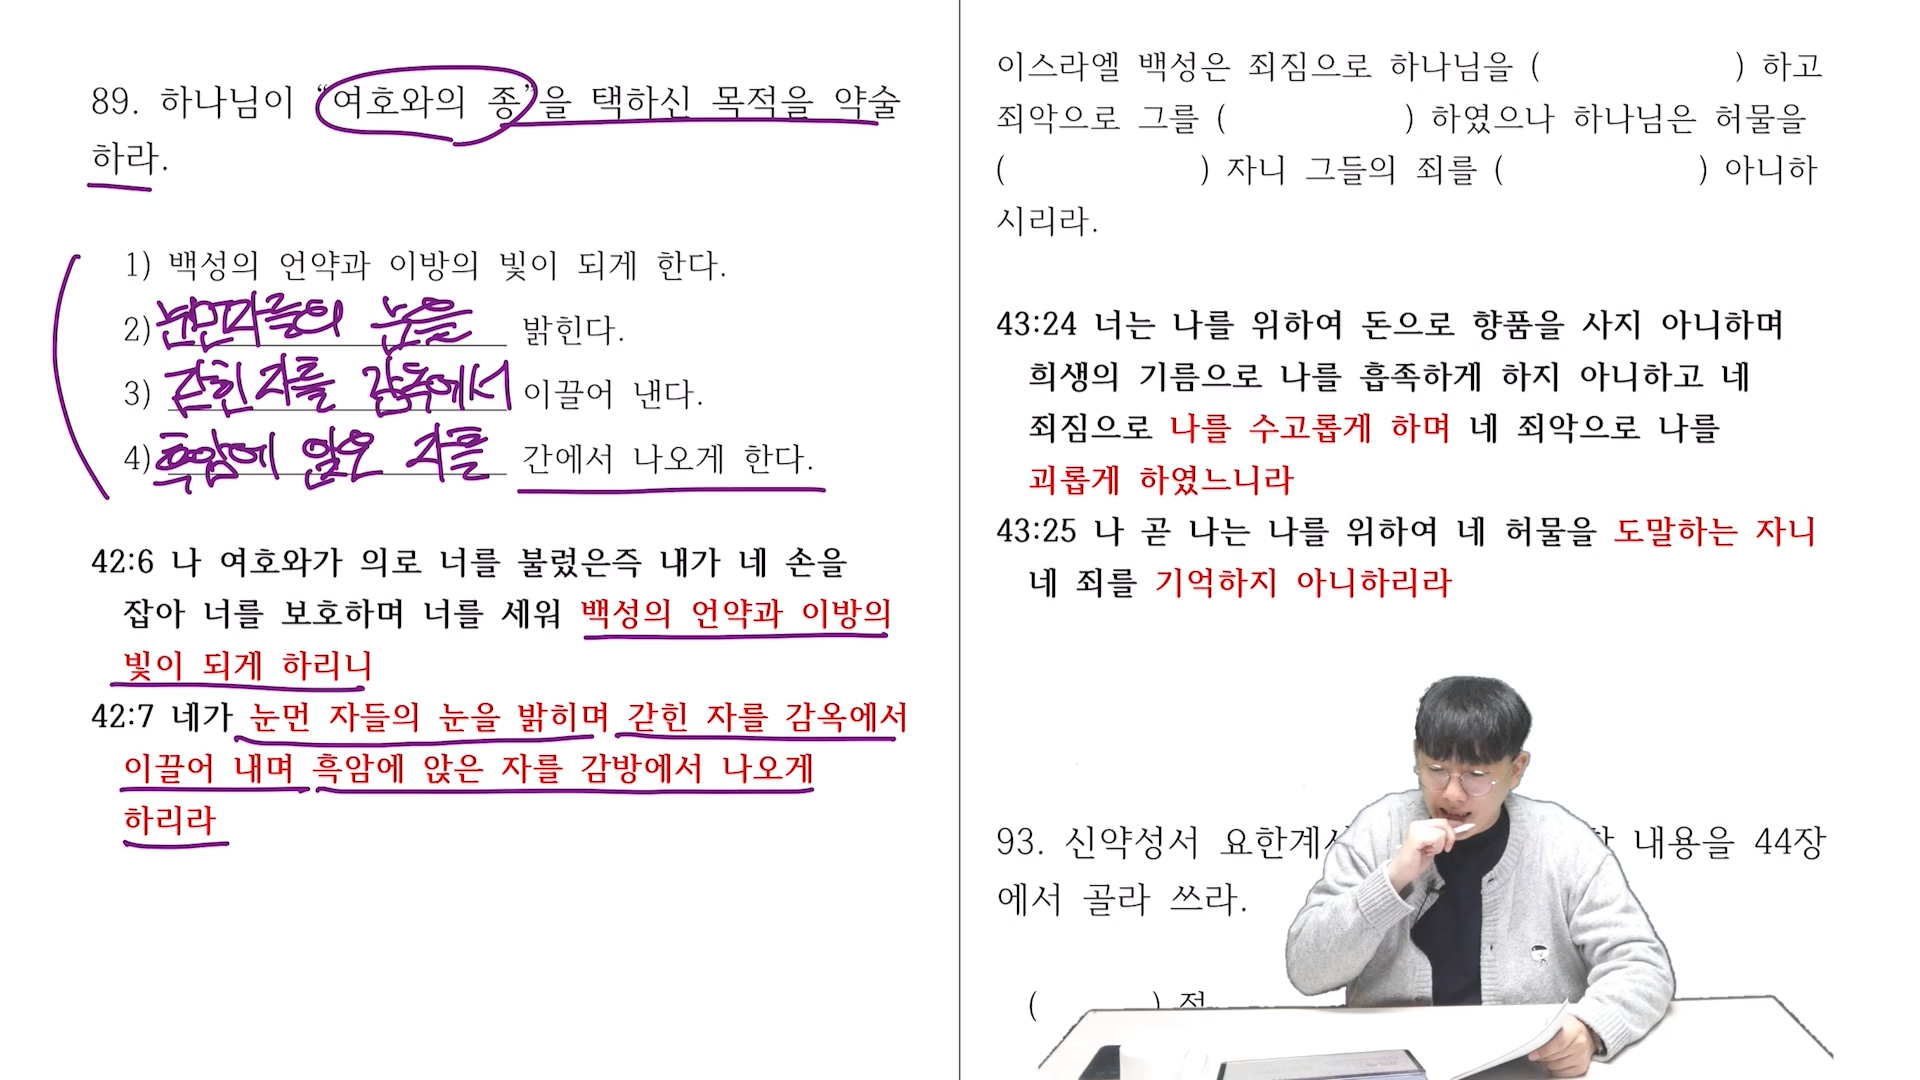 89. 하나님이 “여호와의 종”을 택하신 목적을 약술
하라.
1) 백성의 언약과 이방의 빛이 되게 한다.
2) 눈먼자들의 눈을 밝힌다.
3) 갇힌 자를 감옥에서 이끌어 낸다.
4) 흑암에 앉은 자를 간에서 나오게 한다.
42:6 나 여호와가 의로 너를 불렀은즉 내가 네 손을
잡아 너를 보호하며 너를 세워 백성의 언약과 이방의
빛이 되게 하리니
42:7 네가 눈먼 자들의 눈을 밝히며 갇힌 자를 감옥에서
이끌어 내며 흑암에 앉은 자를 감방에서 나오게
하리라
이스라엘 백성은 죄짐으로 하나님을 ( ) 하고
죄악으로 그를 ( ) 하였으나 하나님은 허물을
( ) 자니 그들의 죄를 ( ) 아니하
시리라.
43:24 너는 나를 위하여 돈으로 향품을 사지 아니하며
희생의 기름으로 나를 흡족하게 하지 아니하고 네
죄짐으로 나를 수고롭게 하며 네 죄악으로 나를
괴롭게 하였느니라
43:25 나 곧 나는 나를 위하여 네 허물을 도말하는 자니
네 죄를 기억하지 아니하리라
93. 신약성서 요한계 내용을 44장
에서 골라 쓰라.
( ) 절